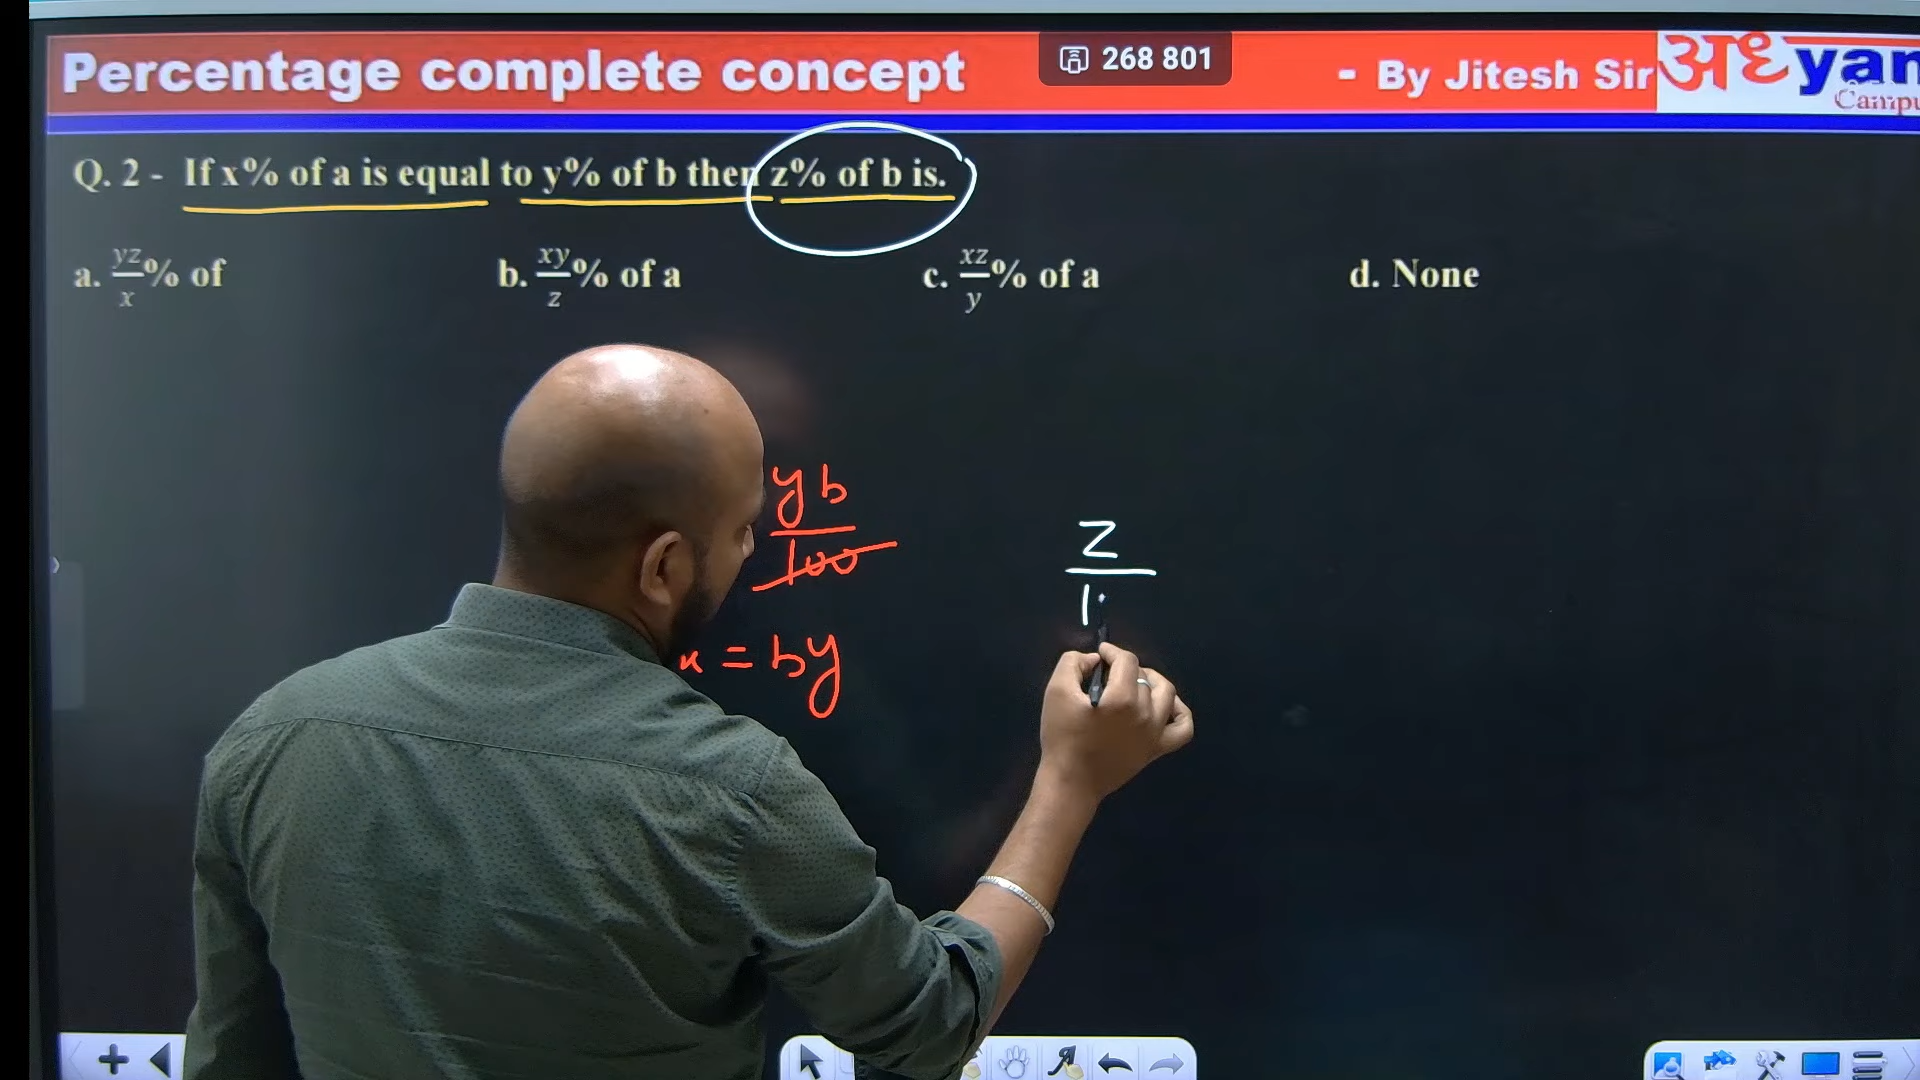 Percentage complete concept
268 801
- By Jitesh Sir
अध्yan
Campu
Q. 2 - If x% of a is equal to y% of b then z% of b is.
a. yz/x% of
b. xy/z% of a
c. xz/y% of a
d. None
yb
100
= by
z
1